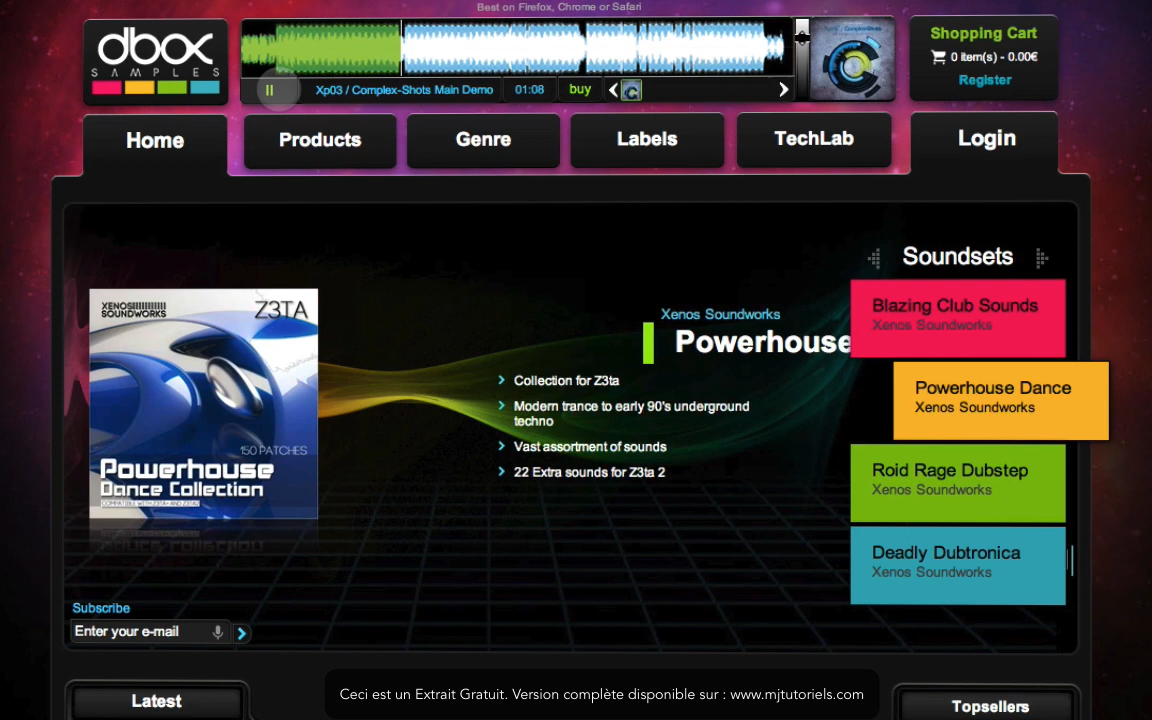 Best on Firefox, Chrome or Safari
dbox
SAMPLES
Xp03 / Complex-Shots Main Demo
01:08
buy
Shopping Cart
0 item(s) - 0.00€
Register
Home
Products
Genre
Labels
TechLab
Login
Soundsets
XENOS
SOUNDWORKS
Z3TA
150 PATCHES
Powerhouse
Dance Collection
Xenos Soundworks
Powerhouse
Collection for Z3ta
Modern trance to early 90's underground
techno
Vast assortment of sounds
22 Extra sounds for Z3ta 2
Blazing Club Sounds
Xenos Soundworks
Powerhouse Dance
Xenos Soundworks
Roid Rage Dubstep
Xenos Soundworks
Deadly Dubtronica
Xenos Soundworks
Subscribe
Enter your e-mail
Latest
Ceci est un Extrait Gratuit. Version complète disponible sur : www.mjtutoriels.com
Topsellers